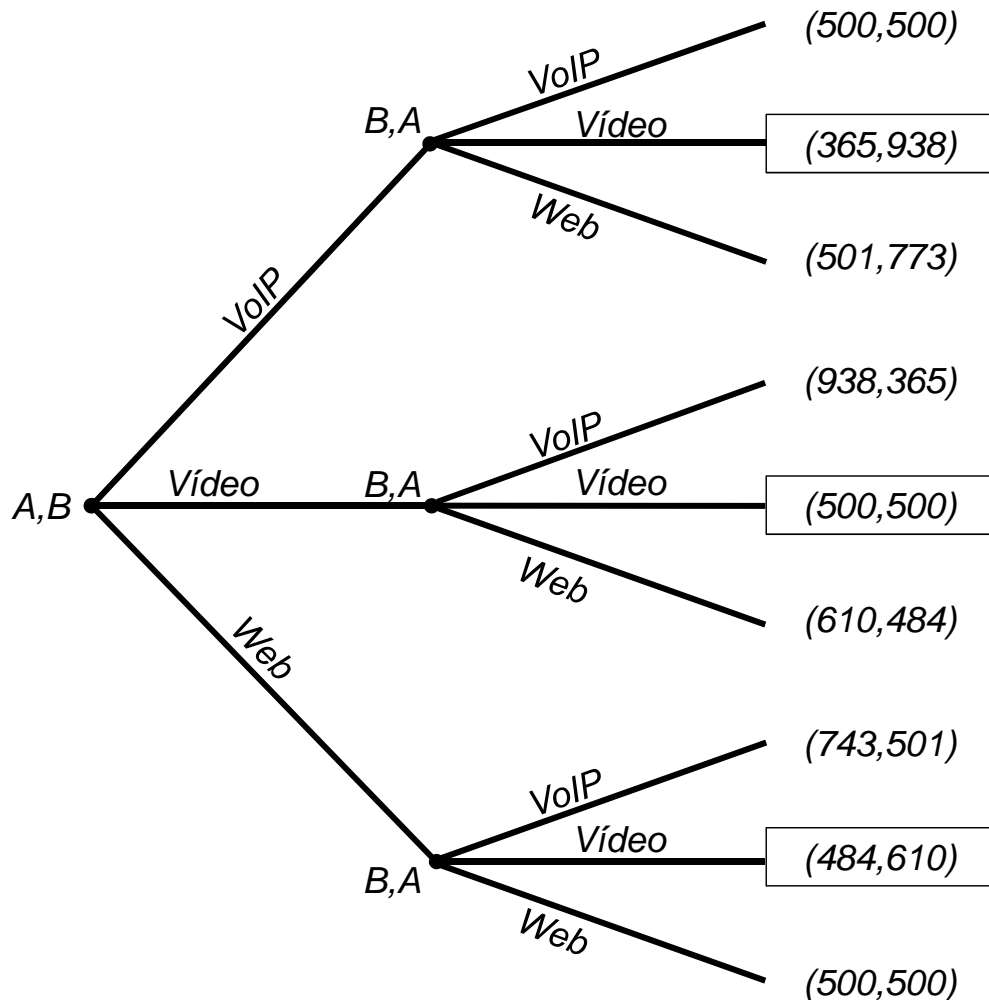 (500,500)
VoIP
B,A
Vídeo
(365,938)
Web
(501,773)
VoIP
(938,365)
VoIP
A,B
Vídeo
B,A
Vídeo
(500,500)
Web
(610,484)
Web
(743,501)
VoIP
Vídeo
(484,610)
B,A
Web
(500,500)